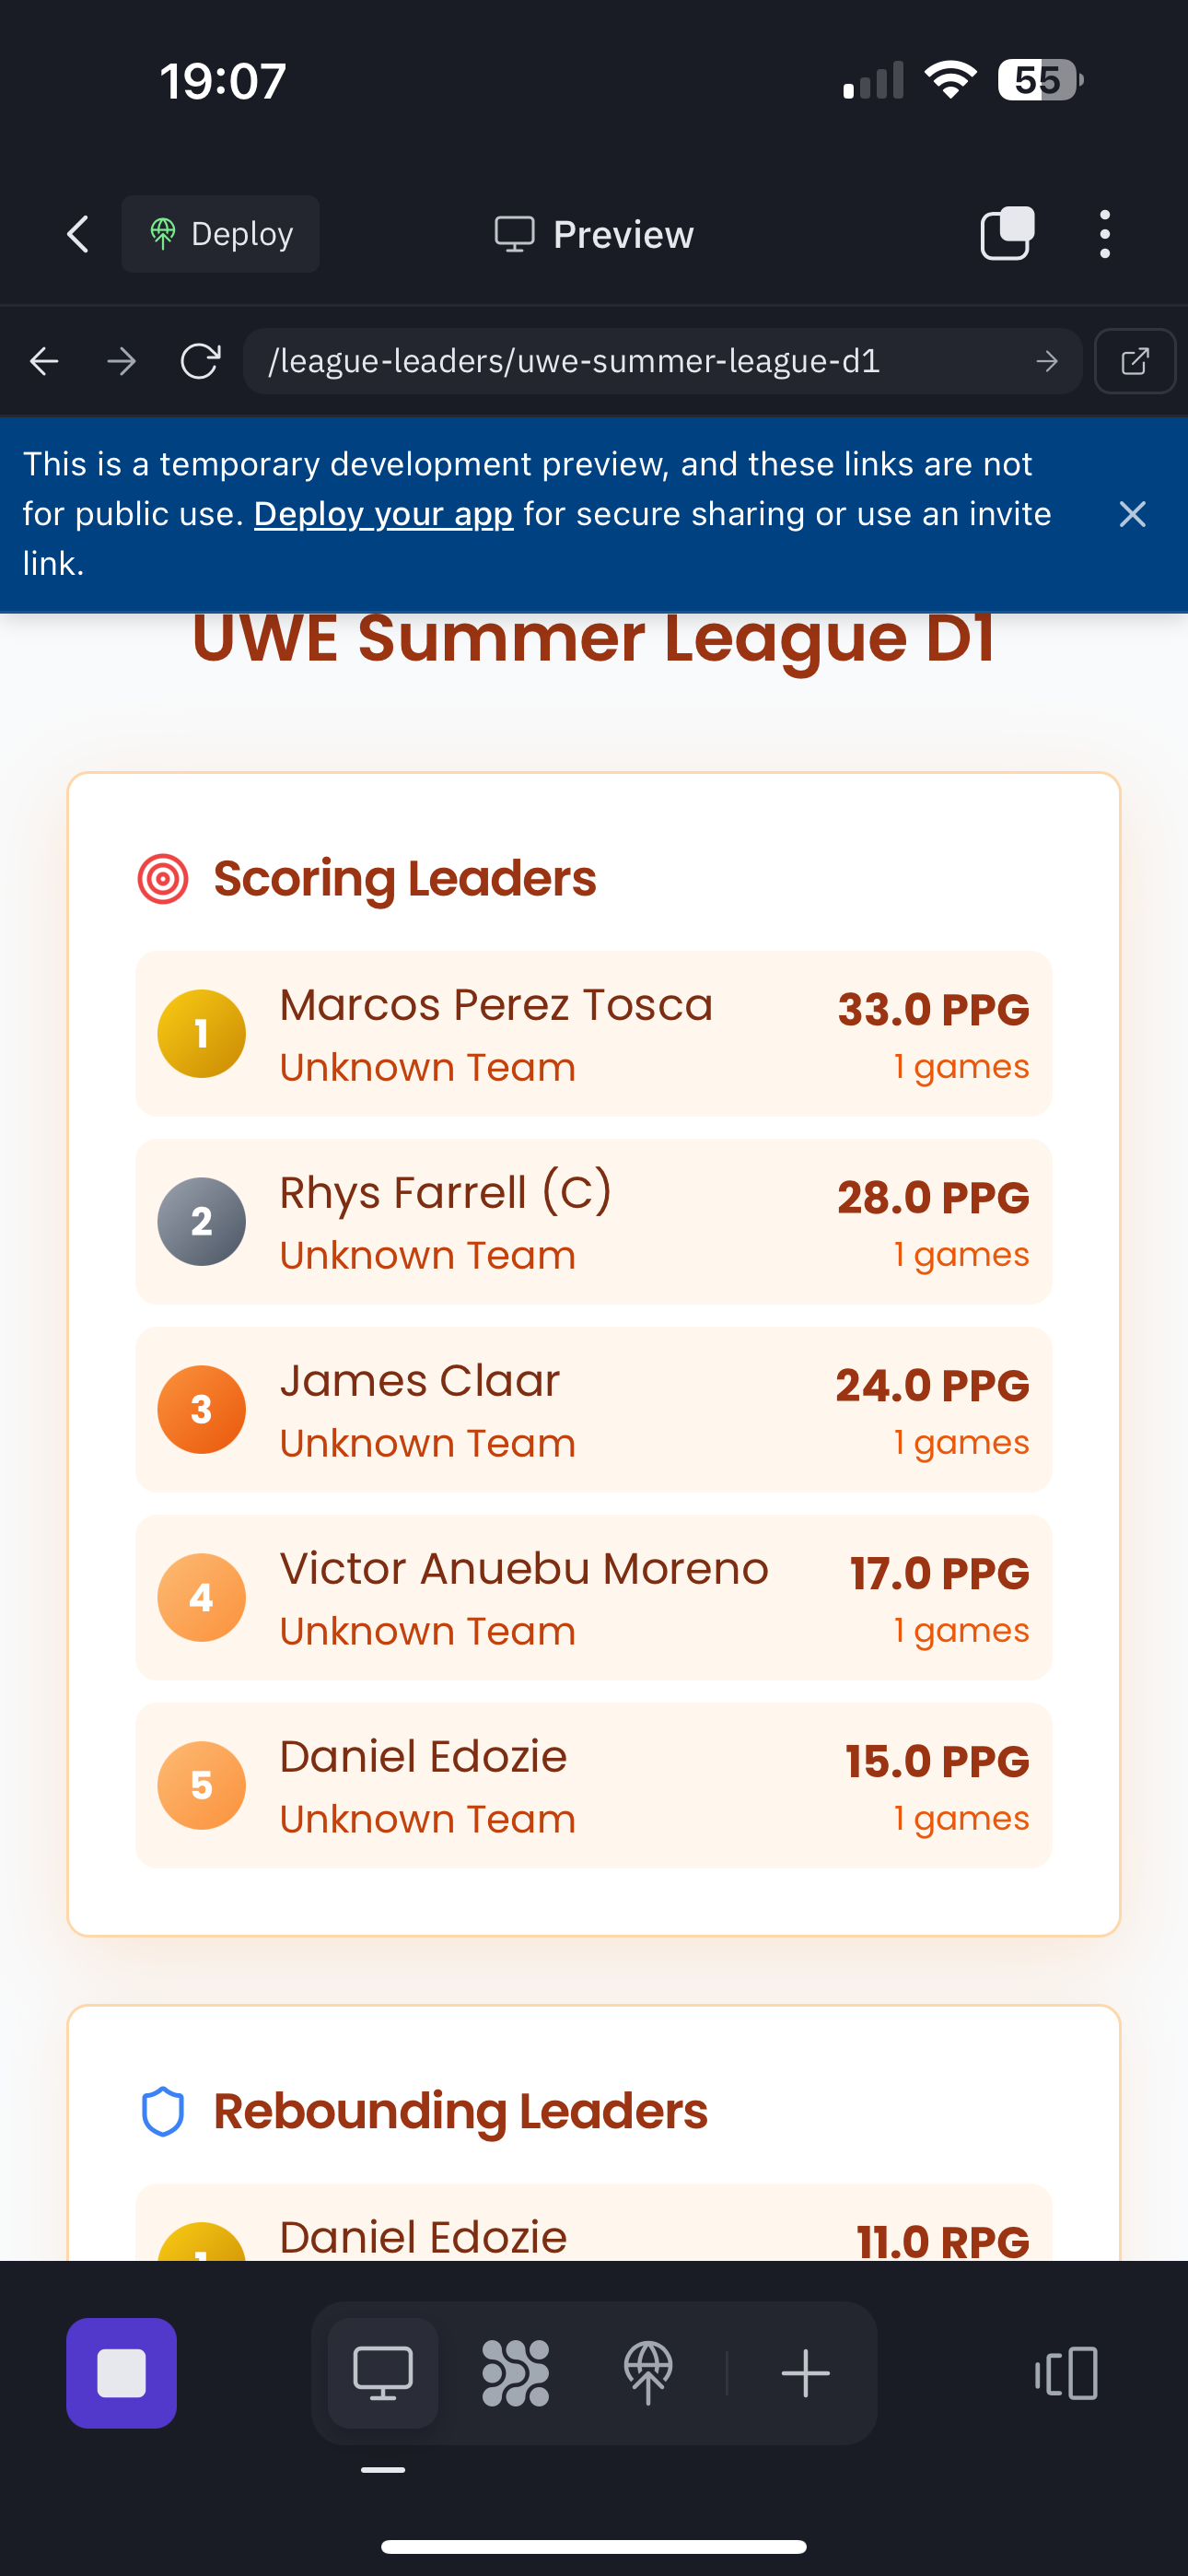 19:07
55
Deploy
Preview
/league-leaders/uwe-summer-league-d1
This is a temporary development preview, and these links are not
for public use. Deploy your app for secure sharing or use an invite
link.
UWE Summer League D1
Scoring Leaders
1
Marcos Perez Tosca
33.0 PPG
Unknown Team
1 games
2
Rhys Farrell (C)
28.0 PPG
Unknown Team
1 games
3
James Claar
24.0 PPG
Unknown Team
1 games
4
Victor Anuebu Moreno
17.0 PPG
Unknown Team
1 games
5
Daniel Edozie
15.0 PPG
Unknown Team
1 games
Rebounding Leaders
1
Daniel Edozie
11.0 RPG